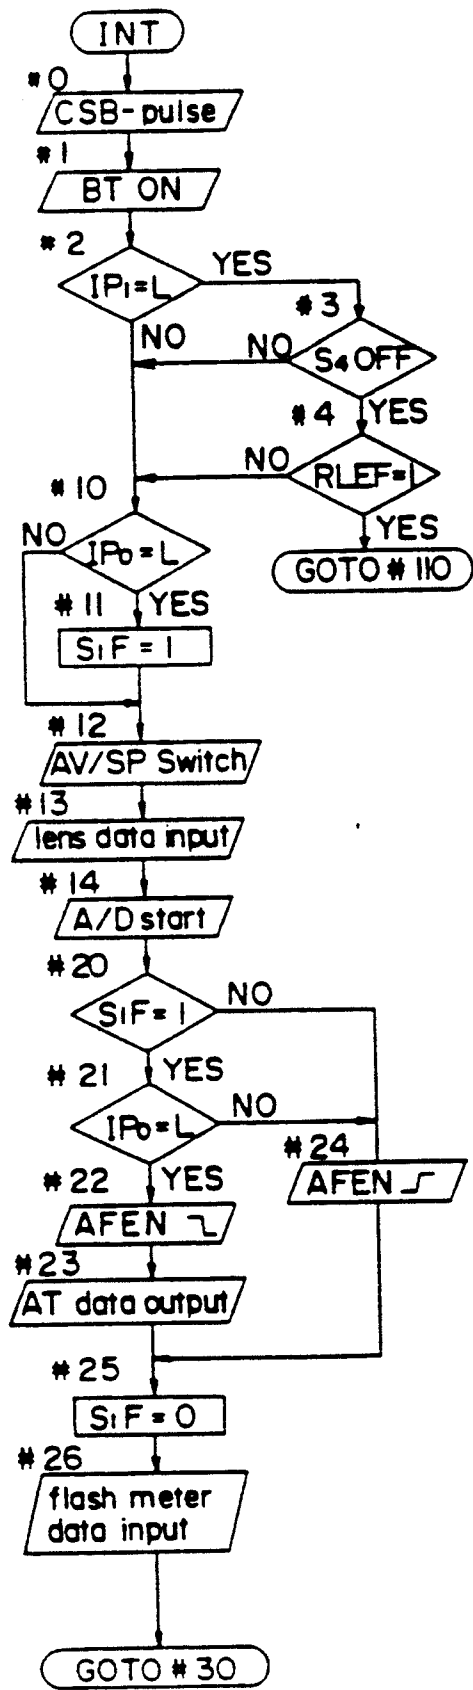 INT
#0
CSB-pulse
#1
BT ON
#2
IP₁=L
YES
NO
#3
S₄ OFF
NO
YES
#4
RLEF=1
NO
YES
GOTO #110
#10
IP₀=L
NO
YES
#11
S₁F=1
#12
AV/SP Switch
#13
lens data input
#14
A/D start
#20
S₁F=1
NO
YES
#21
IP₀=L
NO
YES
#22
AFEN
#24
AFEN
#23
AT data output
#25
S₁F=0
#26
flash meter
data input
GOTO #30